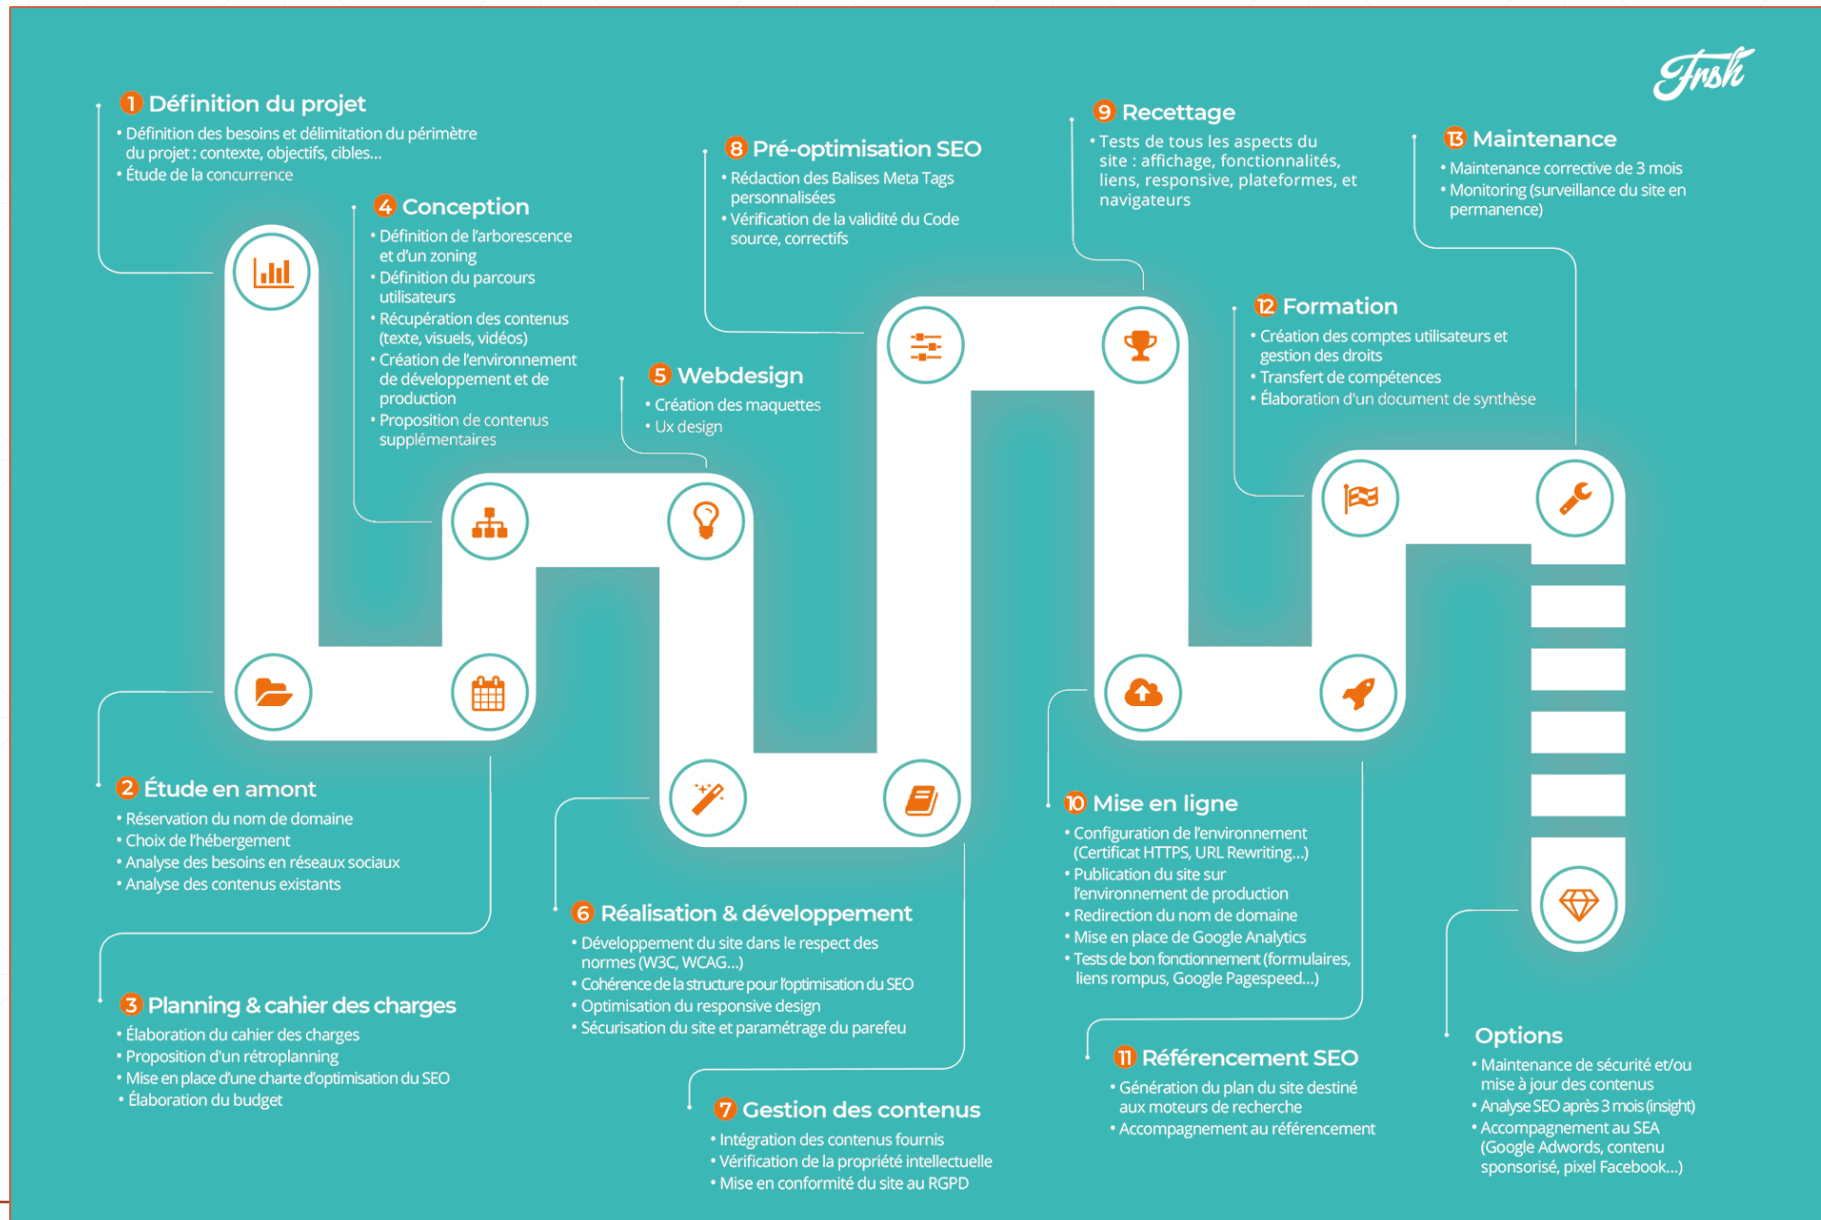 Frsh
1 Définition du projet
• Définition des besoins et délimitation du périmètre
du projet : contexte, objectifs, cibles...
• Étude de la concurrence
2 Étude en amont
• Réservation du nom de domaine
• Choix de l'hébergement
• Analyse des besoins en réseaux sociaux
• Analyse des contenus existants
3 Planning & cahier des charges
• Élaboration du cahier des charges
• Proposition d'un rétroplanning
• Mise en place d'une charte d'optimisation du SEO
• Élaboration du budget
4 Conception
• Définition de l'arborescence
et d'un zoning
• Définition du parcours
utilisateurs
• Récupération des contenus
(texte, visuels, vidéos)
• Création de l'environnement
de développement et de
production
• Proposition de contenus
supplémentaires
5 Webdesign
• Création des maquettes
• Ux design
6 Réalisation & développement
• Développement du site dans le respect des
normes (W3C, WCAG...)
• Cohérence de la structure pour l'optimisation du SEO
• Optimisation du responsive design
• Sécurisation du site et paramétrage du parefeu
7 Gestion des contenus
• Intégration des contenus fournis
• Vérification de la propriété intellectuelle
• Mise en conformité du site au RGPD
8 Pré-optimisation SEO
• Rédaction des Balises Meta Tags
personnalisées
• Vérification de la validité du Code
source, correctifs
9 Recettage
• Tests de tous les aspects du
site : affichage, fonctionnalités,
liens, responsive, plateformes, et
navigateurs
10 Mise en ligne
• Configuration de l'environnement
(Certificat HTTPS, URL Rewriting...)
• Publication du site sur
l'environnement de production
• Redirection du nom de domaine
• Mise en place de Google Analytics
• Tests de bon fonctionnement (formulaires,
liens rompus, Google Pagespeed...)
11 Référencement SEO
• Génération du plan du site destiné
aux moteurs de recherche
• Accompagnement au référencement
12 Formation
• Création des comptes utilisateurs et
gestion des droits
• Transfert de compétences
• Élaboration d'un document de synthèse
13 Maintenance
• Maintenance corrective de 3 mois
• Monitoring (surveillance du site en
permanence)
Options
• Maintenance de sécurité et/ou
mise à jour des contenus
• Analyse SEO après 3 mois (insight)
• Accompagnement au SEA
(Google Adwords, contenu
sponsorisé, pixel Facebook...)